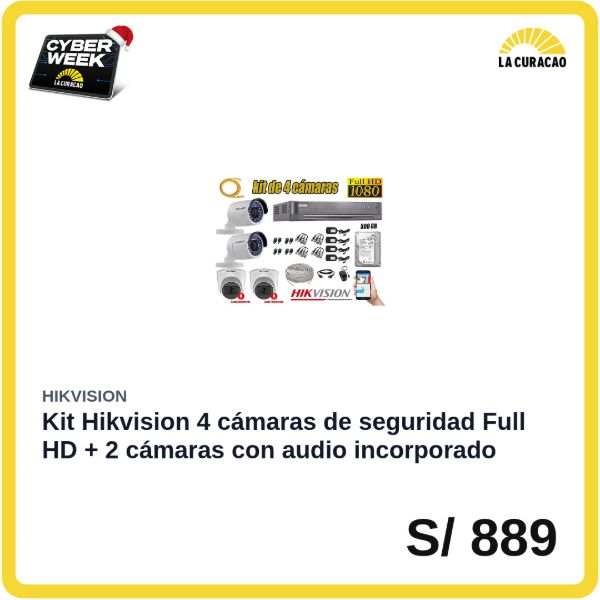 CYBER
WEEK
LA CURACAO
LA CURACAO
kit de 4 cámaras
Full HD
1080
500 GB
HIKVISION
HIKVISION
Kit Hikvision 4 cámaras de seguridad Full
HD + 2 cámaras con audio incorporado
S/ 889